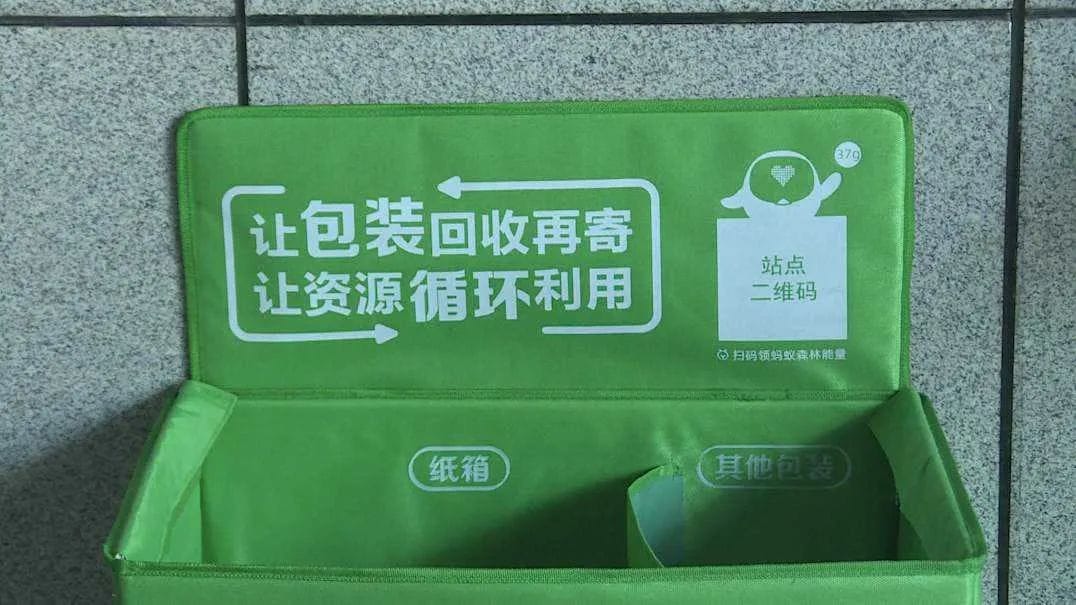 让包装回收再寄
让资源循环利用
37g
站点
二维码
扫码领蚂蚁森林能量
纸箱
其他包装